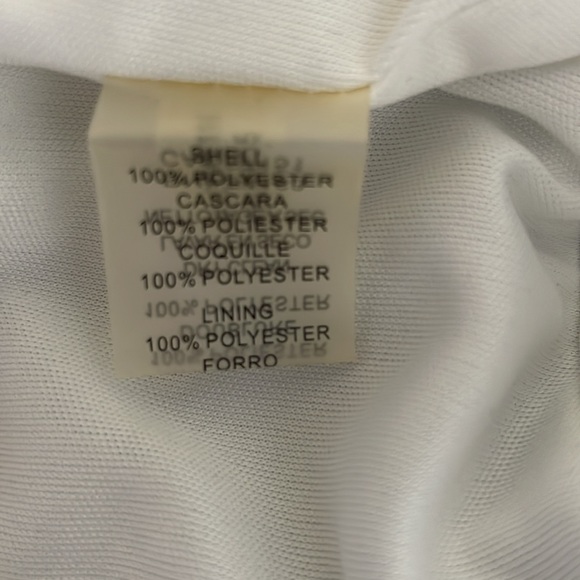 SHELL
100% POLYESTER
CASCARA
100% POLIESTER
COQUILLE
100% POLYESTER
LINING
100% POLYESTER
FORRO